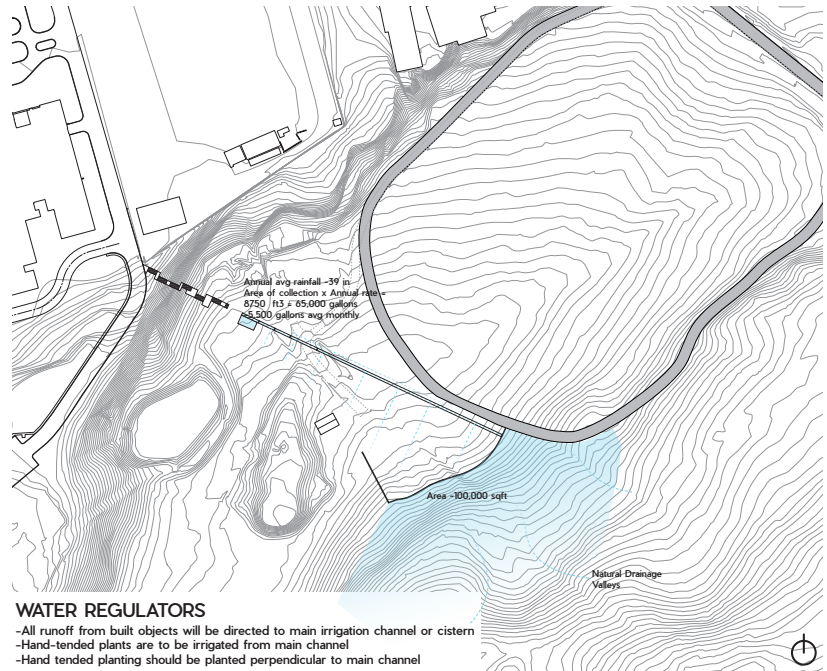 Annual avg rainfall ~39 in
Area of collection x Annual rate =
8750 ft3 = 65,000 gallons
~5,500 gallons avg monthly
Area ~100,000 sqft
Natural Drainage
Valleys
WATER REGULATORS
-All runoff from built objects will be directed to main irrigation channel or cistern
-Hand-tended plants are to be irrigated from main channel
-Hand tended planting should be planted perpendicular to main channel